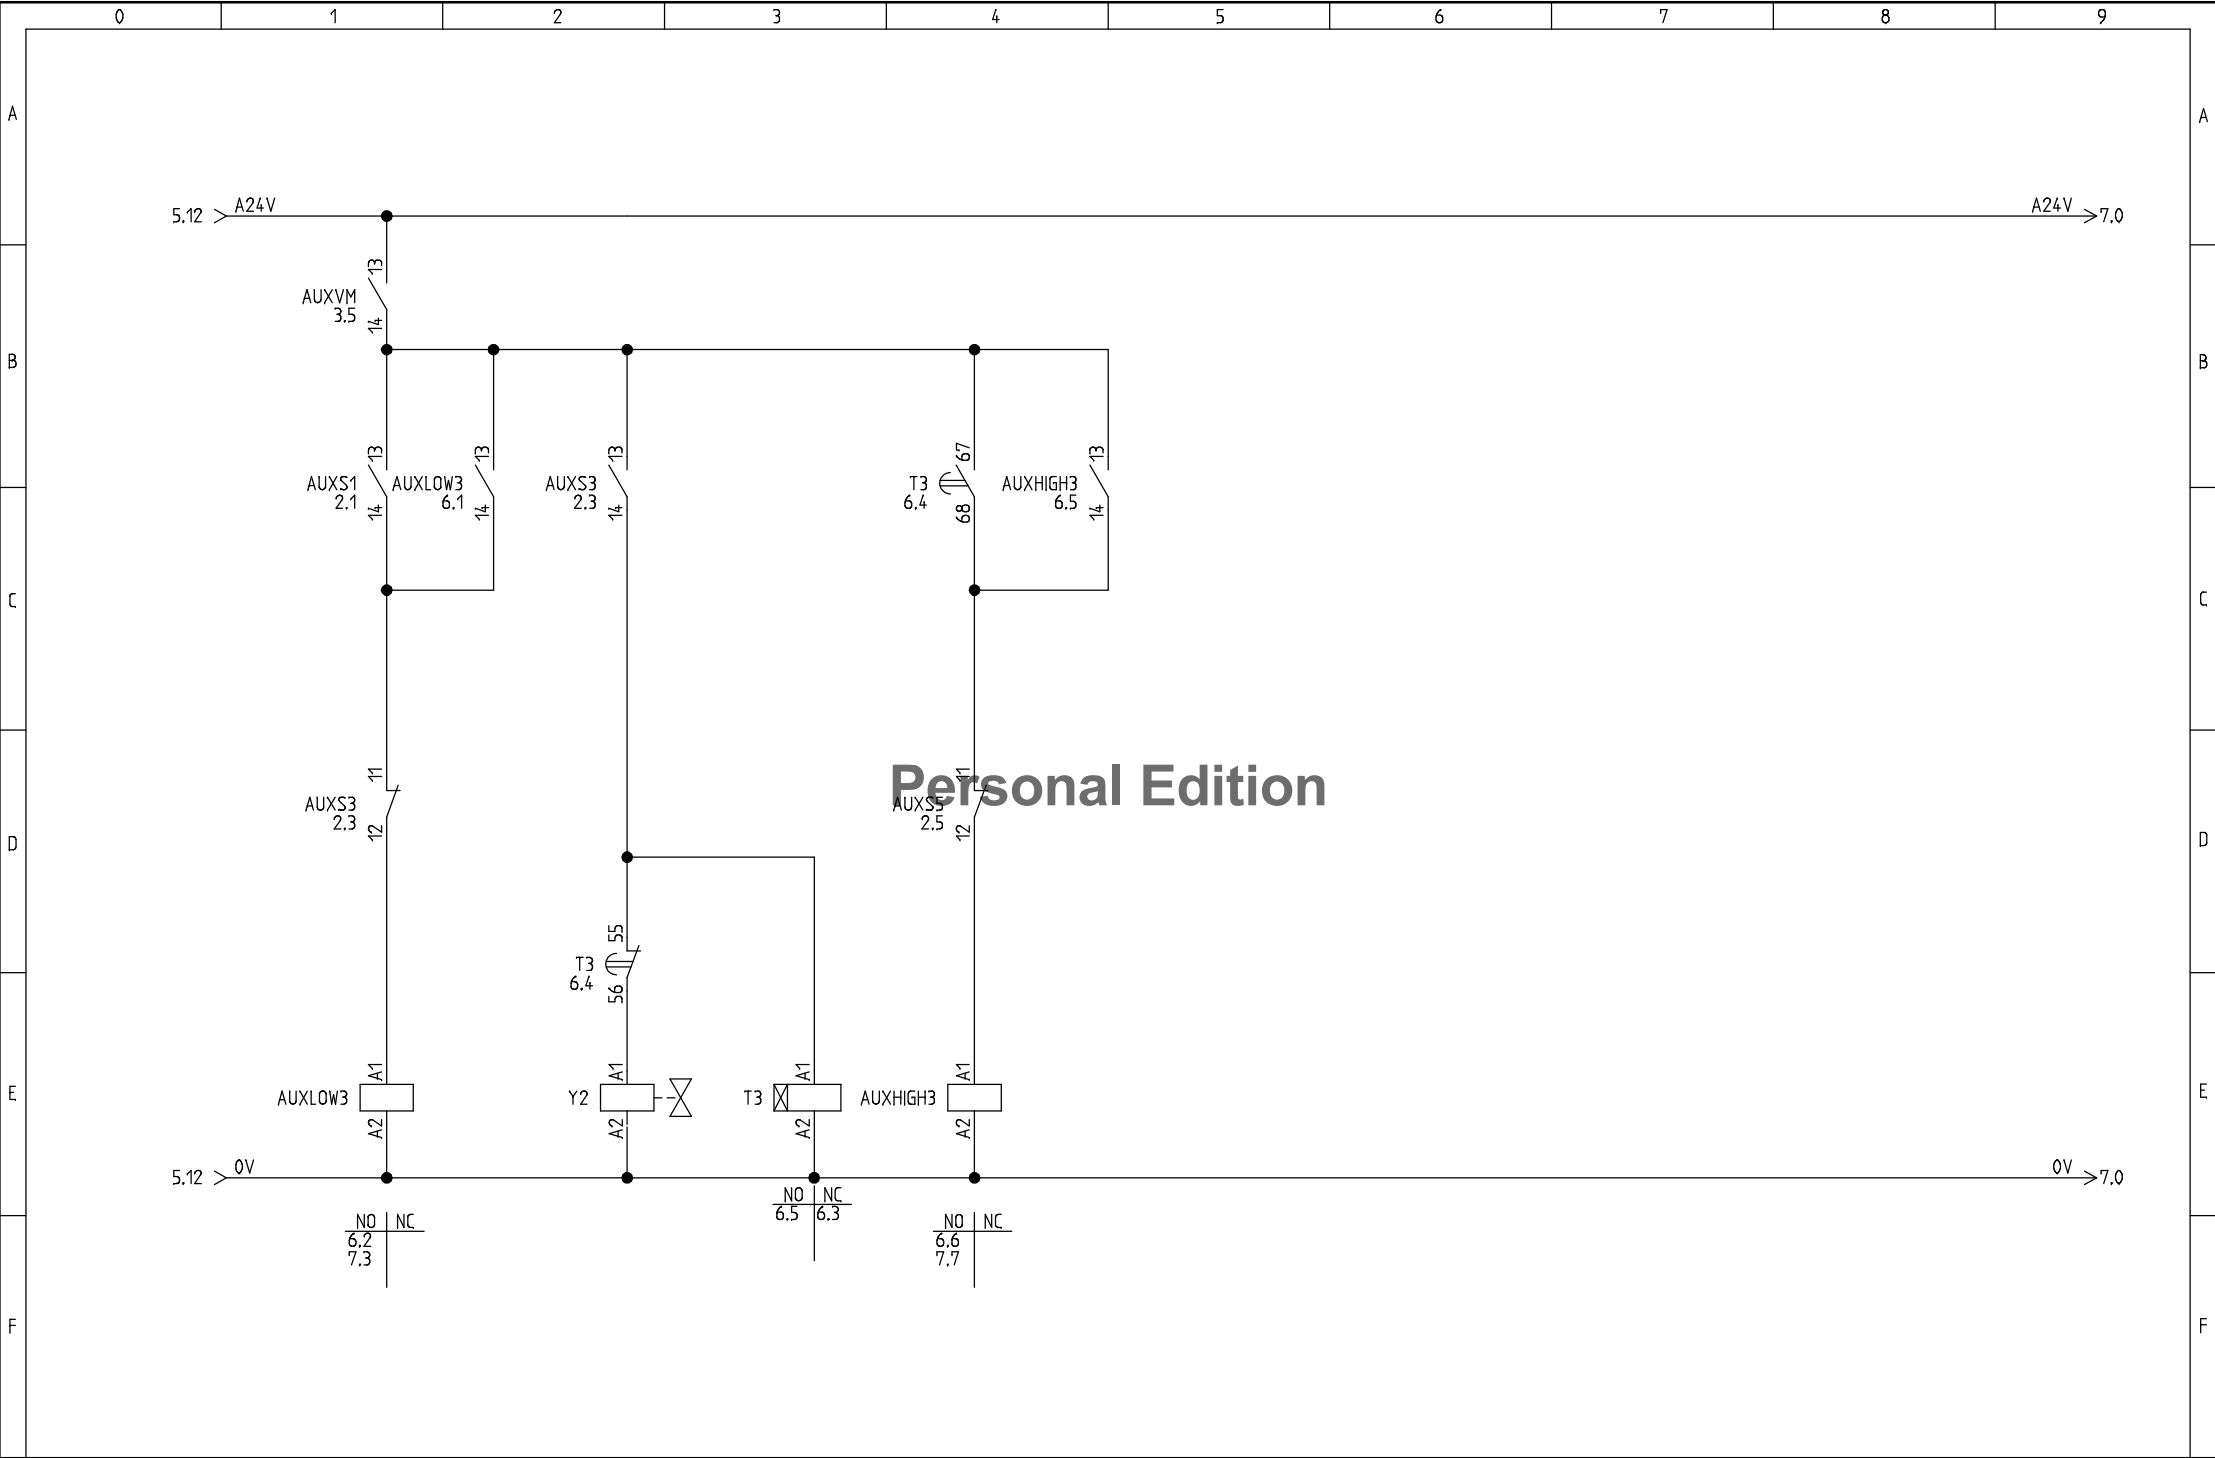 0 1 2 3 4 5 6 7 8 9
A A
5.12 A24V A24V 7.0
13
AUXVM
3.5
14
B B
13 13 13 67 13
AUXS1 AUXLOW3 AUXS3 T3 AUXHIGH3
2.1 6.1 2.3 6.4 6.5
14 14 14 68 14
C C
Personal Edition
11 11
AUXS3 AUXS5
2.3 2.5
12 12
D D
55
T3
6.4
56
A1 A1 A1 A1
E AUXLOW3 Y2 T3 AUXHIGH3 E
A2 A2 A2 A2
5.12 0V 0V 7.0
NO NC
6.5 6.3
NO NC NO NC
6.2 6.6
7.3 7.7
F F